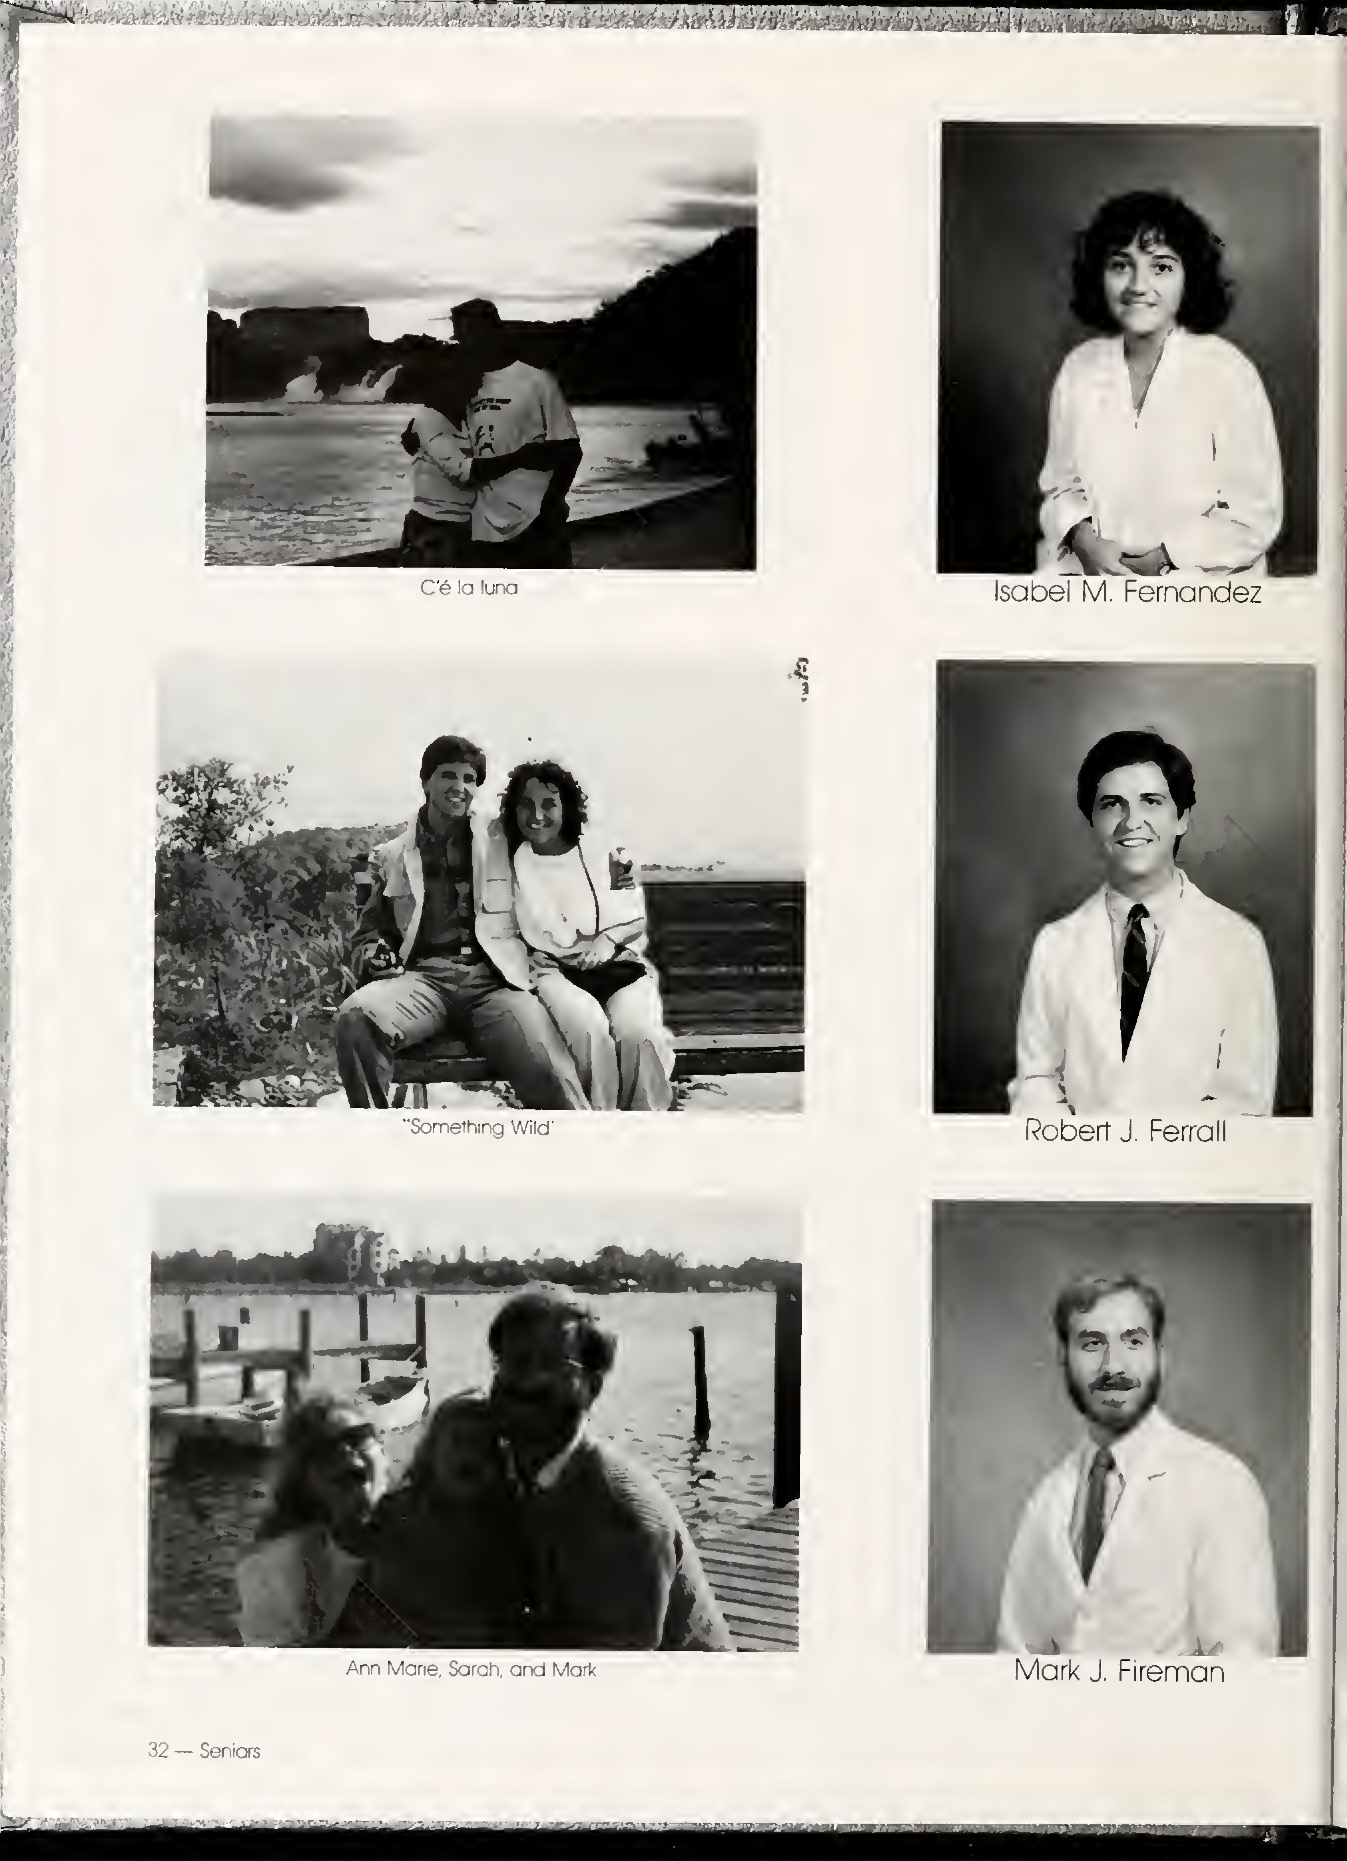 C'é la luna
Isabel M. Fernandez
"Something Wild'
Robert J. Ferrall
Ann Marie, Sarah, and Mark
Mark J. Fireman
32 — Seniors